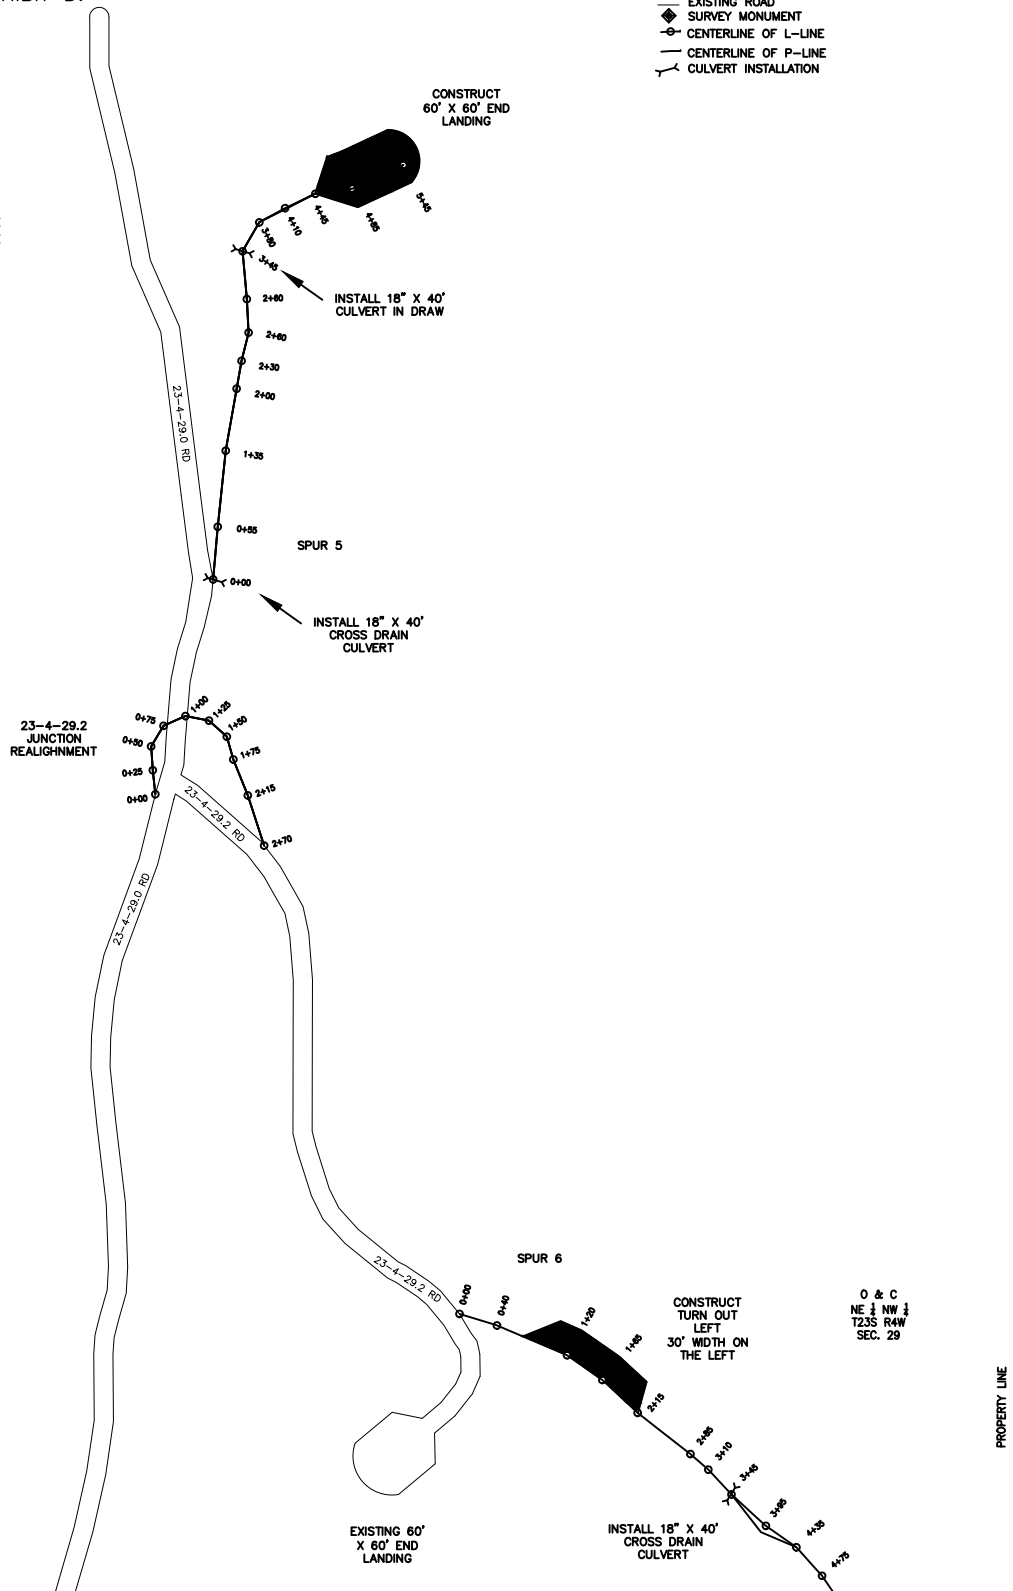 EXISTING ROAD
SURVEY MONUMENT
CENTERLINE OF L-LINE
CENTERLINE OF P-LINE
CULVERT INSTALLATION
CONSTRUCT
60' X 60' END
LANDING
5+45
4+85
4+45
4+10
3+80
3+45
INSTALL 18" X 40'
CULVERT IN DRAW
2+60
2+60
2+30
2+00
23-4-29.0 RD
1+35
0+55
SPUR 5
0+00
INSTALL 18" X 40'
CROSS DRAIN
CULVERT
23-4-29.2
JUNCTION
REALIGHNMENT
0+75
1+00
1+25
1+50
0+50
1+75
0+25
0+00
2+15
23-4-29.2 RD
2+70
23-4-29.0 RD
23-4-29.2 RD
SPUR 6
0+00
0+40
1+20
1+65
CONSTRUCT
TURN OUT
LEFT
30' WIDTH ON
THE LEFT
O & C
NE ¼ NW ¼
T23S R4W
SEC. 29
PROPERTY LINE
2+15
2+85
3+10
3+45
3+95
4+35
4+75
EXISTING 60'
X 60' END
LANDING
INSTALL 18" X 40'
CROSS DRAIN
CULVERT